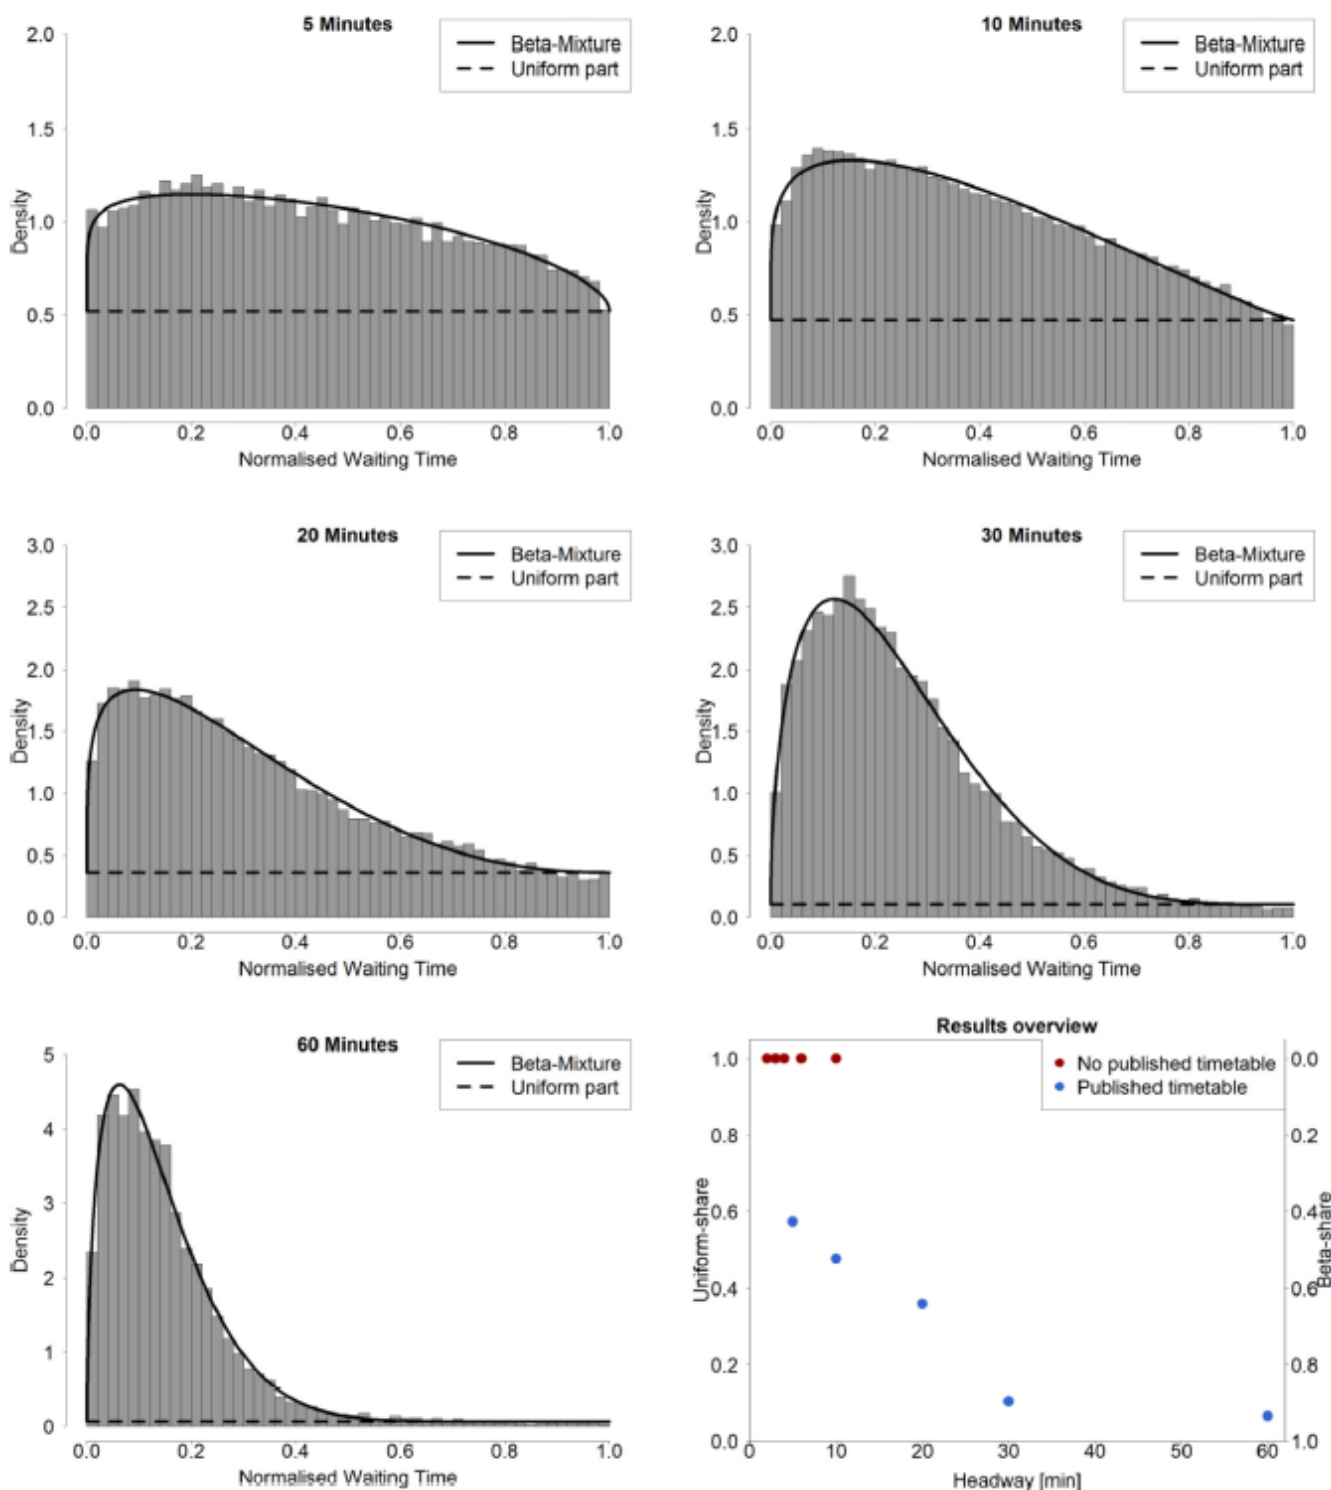 5 Minutes
Beta-Mixture
Uniform part
2.0
1.5
1.0
0.5
0.0
Density
0.0 0.2 0.4 0.6 0.8 1.0
Normalised Waiting Time
10 Minutes
Beta-Mixture
Uniform part
2.0
1.5
1.0
0.5
0.0
Density
0.0 0.2 0.4 0.6 0.8 1.0
Normalised Waiting Time
20 Minutes
Beta-Mixture
Uniform part
3.0
2.5
2.0
1.5
1.0
0.5
0.0
Density
0.0 0.2 0.4 0.6 0.8 1.0
Normalised Waiting Time
30 Minutes
Beta-Mixture
Uniform part
3.0
2.5
2.0
1.5
1.0
0.5
0.0
Density
0.0 0.2 0.4 0.6 0.8 1.0
Normalised Waiting Time
60 Minutes
Beta-Mixture
Uniform part
5
4
3
2
1
0
Density
0.0 0.2 0.4 0.6 0.8 1.0
Normalised Waiting Time
Results overview
No published timetable
Published timetable
1.0
0.8
0.6
0.4
0.2
0.0
Uniform-share
0.0
0.2
0.4
0.6
0.8
1.0
Beta-share
0 10 20 30 40 50 60
Headway [min]